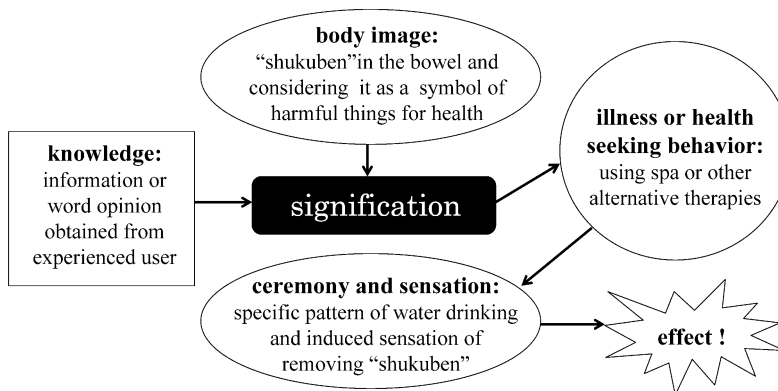 body image:
“shukuben”in the bowel and
considering it as a symbol of
harmful things for health
knowledge:
information or
word opinion
obtained from
experienced user
signification
illness or health
seeking behavior:
using spa or other
alternative therapies
ceremony and sensation:
specific pattern of water drinking
and induced sensation of
removing “shukuben”
effect !